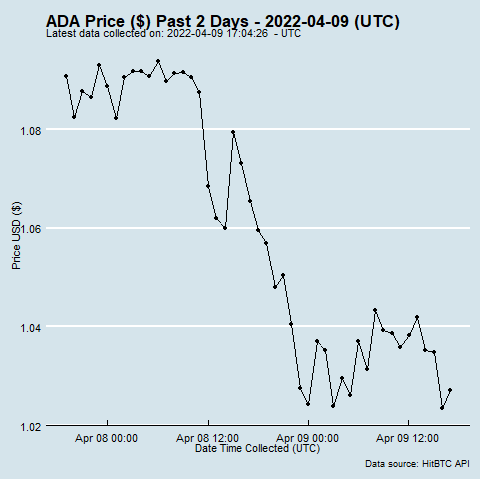 ADA Price ($) Past 2 Days - 2022-04-09 (UTC)
Latest data collected on: 2022-04-09 17:04:26  - UTC
1.08
1.06
1.04
1.02
Price USD ($)
Apr 08 00:00
Apr 08 12:00
Apr 09 00:00
Apr 09 12:00
Date Time Collected (UTC)
Data source: HitBTC API